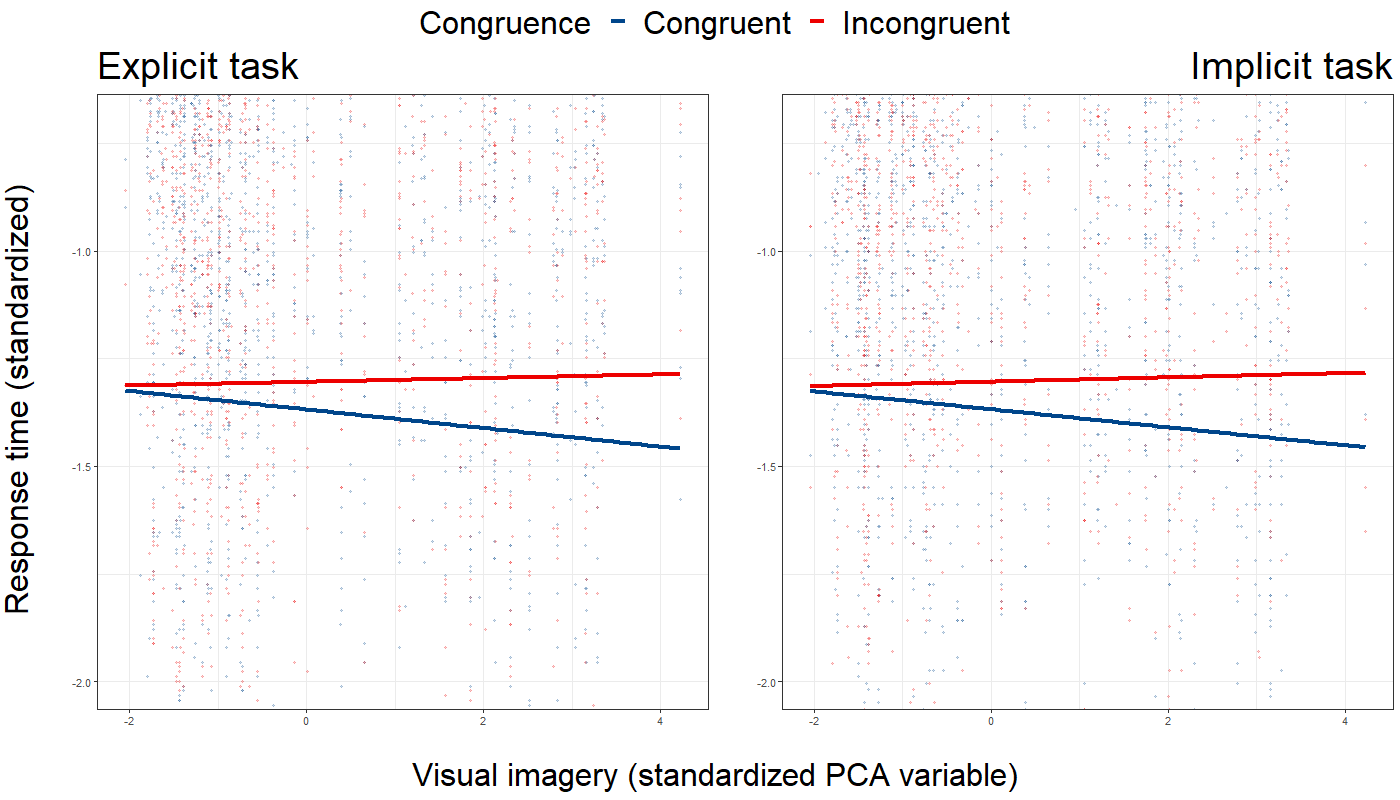 Congruence Congruent Incongruent
Explicit task
Implicit task
Response time (standardized)
-1.0
-1.5
-2.0
-1.0
-1.5
-2.0
-2 0 2 4
-2 0 2 4
Visual imagery (standardized PCA variable)